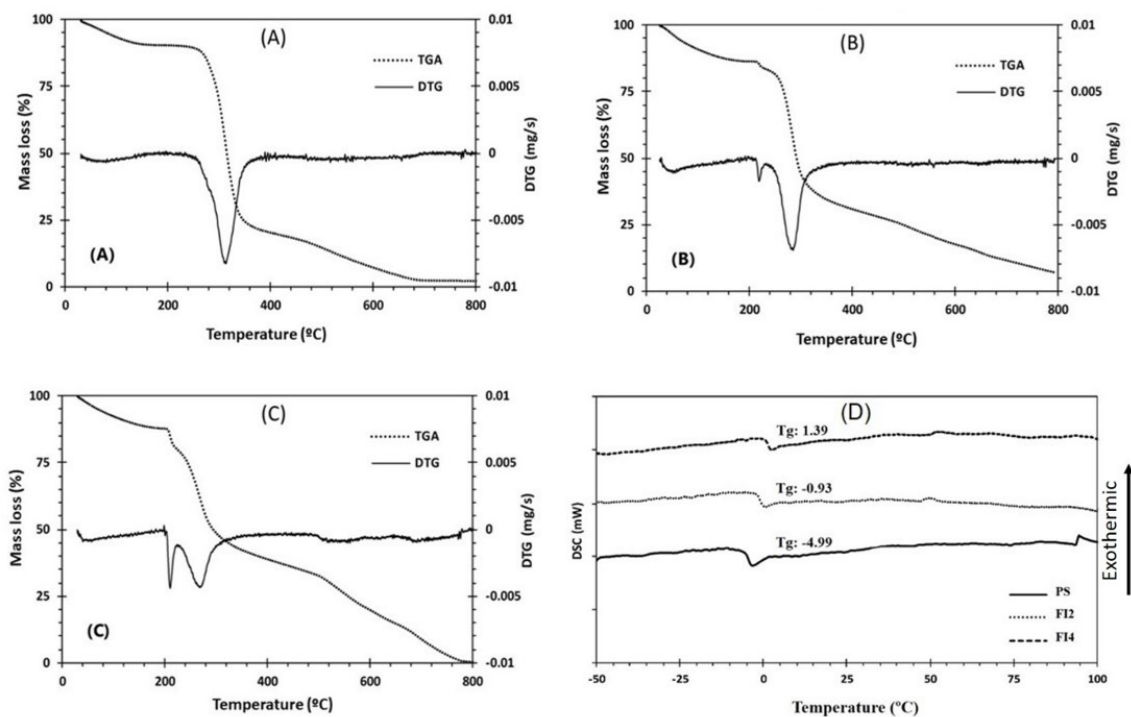 (A)
TGA
DTG
(A)
100
75
50
25
0
Mass loss (%)
0.01
0.005
0
-0.005
-0.01
DTG (mg/s)
0
200
400
600
800
Temperature (ºC)
(B)
TGA
DTG
(B)
100
75
50
25
0
Mass loss (%)
0.01
0.005
0
-0.005
-0.01
DTG (mg/s)
0
200
400
600
800
Temperature (ºC)
(C)
TGA
DTG
(C)
100
75
50
25
0
Mass loss (%)
0.01
0.005
0
-0.005
-0.01
DTG (mg/s)
0
200
400
600
800
Temperature (ºC)
(D)
Tg: 1.39
Tg: -0.93
Tg: -4.99
PS
FI2
FI4
DSC (mW)
Exothermic
-50
-25
0
25
50
75
100
Temperature (ºC)